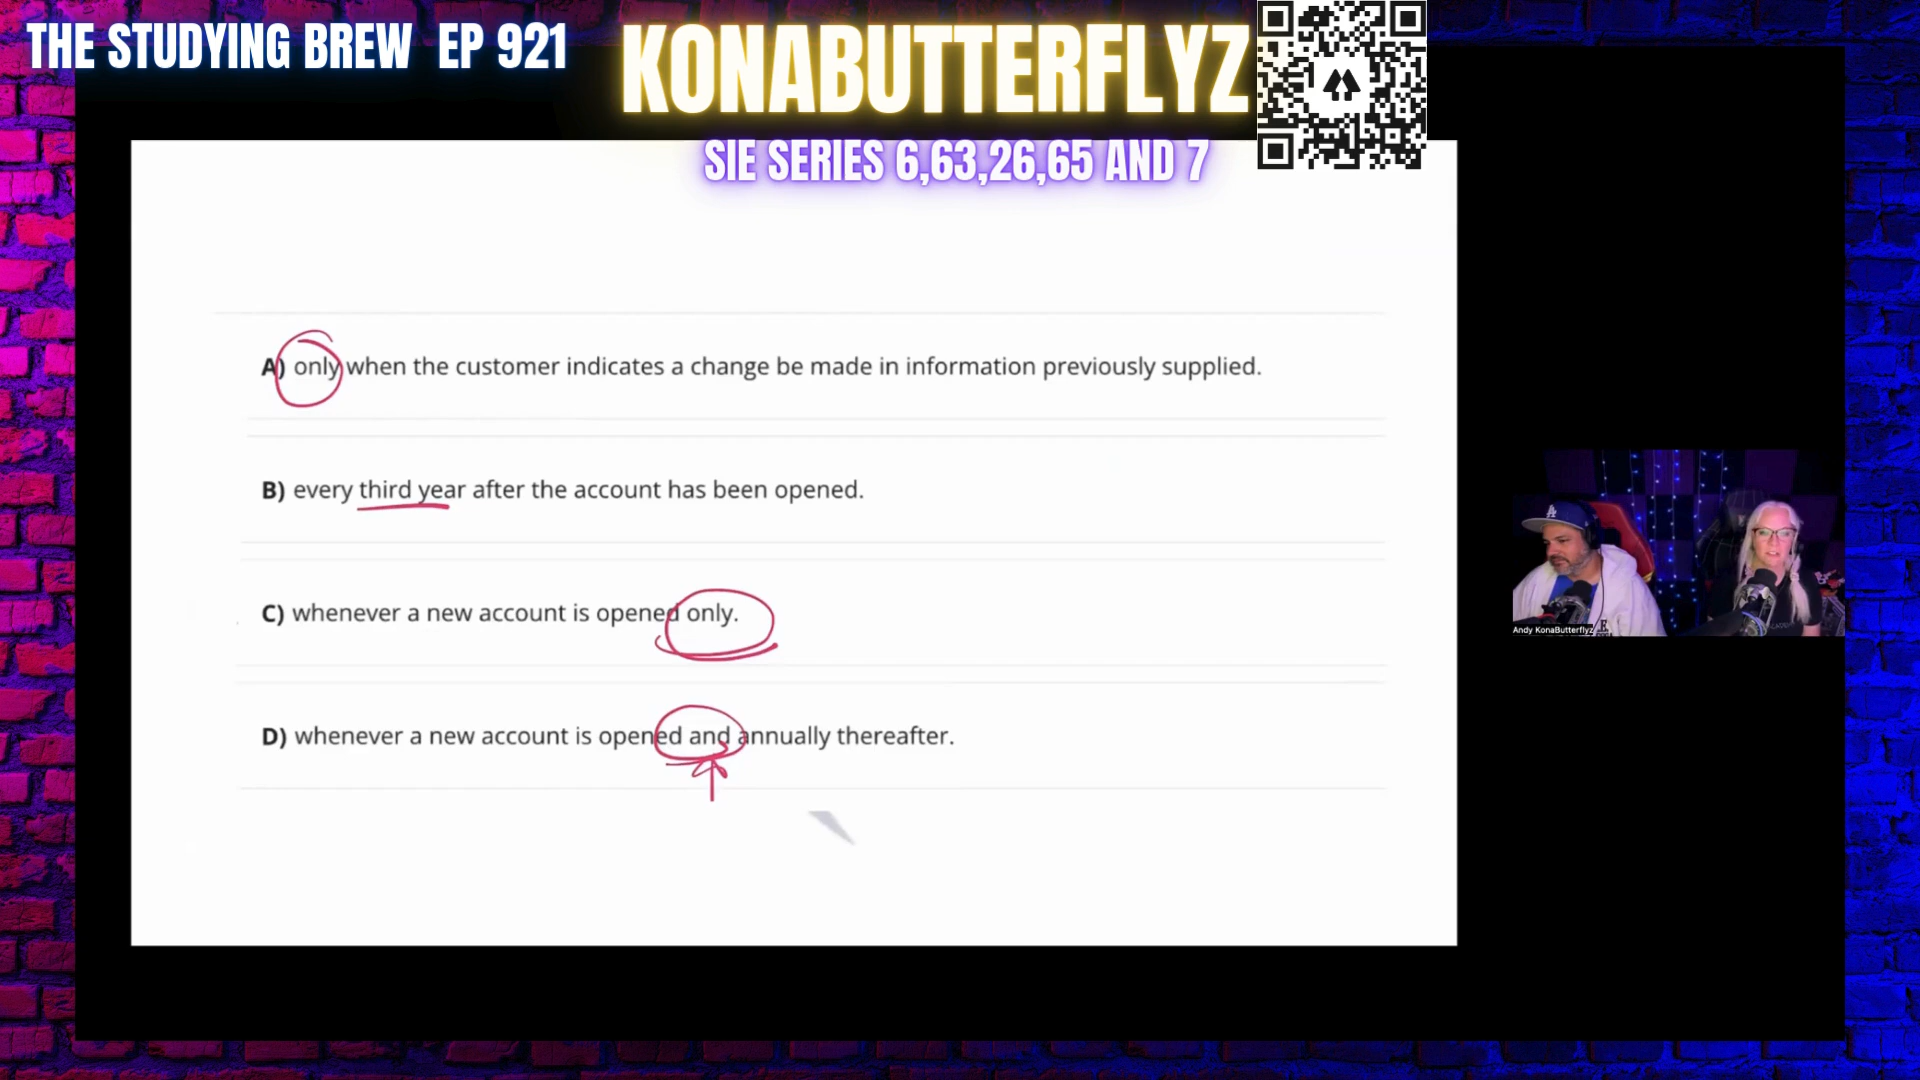 THE STUDYING BREW EP 921
KONABUTTERFLYZ
SIE SERIES 6,63,26,65 AND 7
A) only when the customer indicates a change be made in information previously supplied.
B) every third year after the account has been opened.
C) whenever a new account is opened only.
D) whenever a new account is opened and annually thereafter.
Andy KonaButterflyz